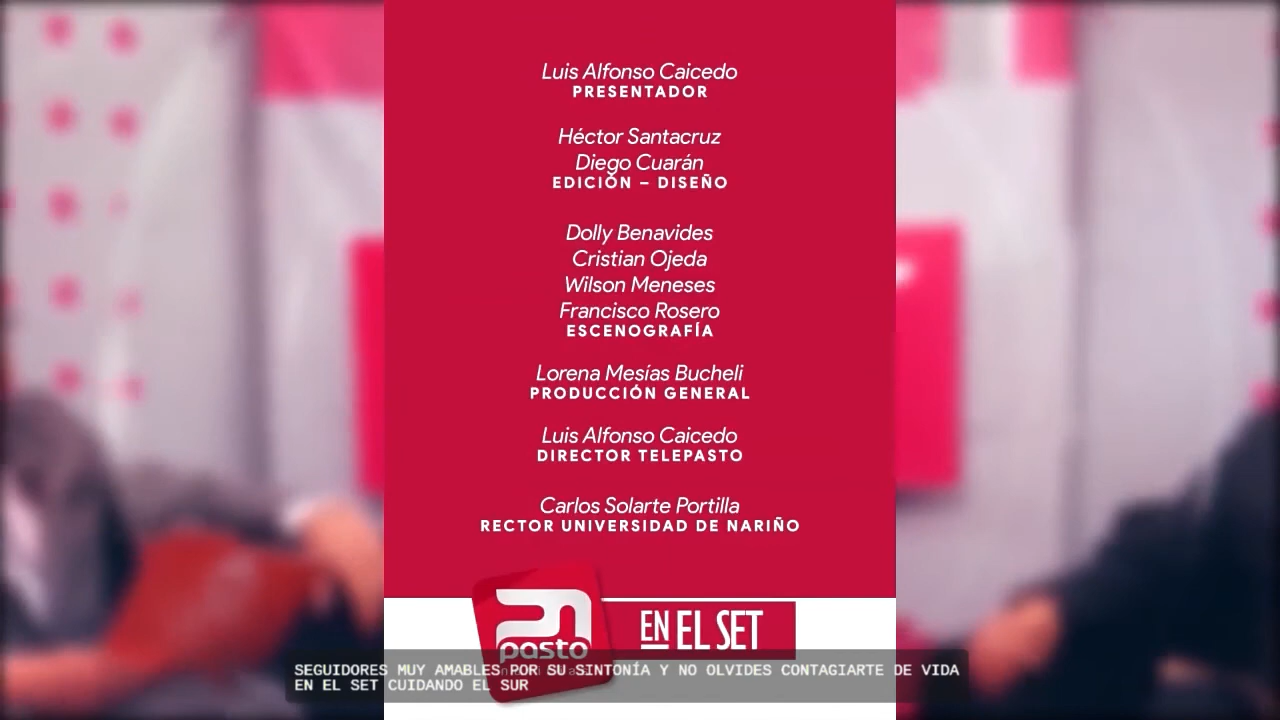 Luis Alfonso Caicedo
PRESENTADOR
Héctor Santacruz
Diego Cuarán
EDICIÓN – DISEÑO
Dolly Benavides
Cristian Ojeda
Wilson Meneses
Francisco Rosero
ESCENOGRAFÍA
Lorena Mesías Bucheli
PRODUCCIÓN GENERAL
Luis Alfonso Caicedo
DIRECTOR TELEPASTO
Carlos Solarte Portilla
RECTOR UNIVERSIDAD DE NARIÑO
pasto
EN EL SET
SEGUIDORES MUY AMABLES POR SU SINTONÍA Y NO OLVIDES CONTAGIARTE DE VIDA
EN EL SET CUIDANDO EL SUR